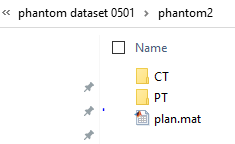 « phantom dataset 0501 > phantom2
Name
CT
PT
plan.mat